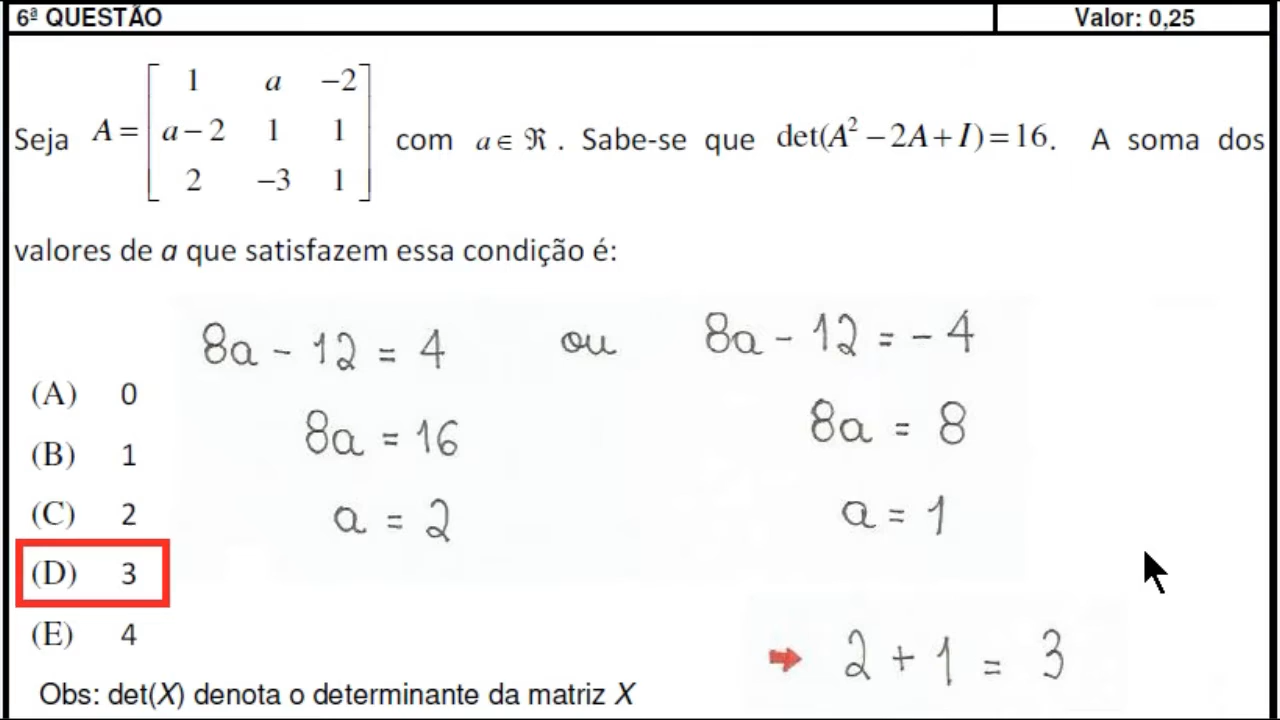 6ª QUESTÃO Valor: 0,25
Seja A = [ 1 a −2 ; a − 2 1 1 ; 2 −3 1 ] com a ∈ ℜ . Sabe-se que det(A² − 2A + I) = 16. A soma dos
valores de a que satisfazem essa condição é:
8a - 12 = 4 ou 8a - 12 = - 4
(A) 0
8a = 16 8a = 8
(B) 1
(C) 2
a = 2 a = 1
(D) 3
(E) 4
2 + 1 = 3
Obs: det(X) denota o determinante da matriz X